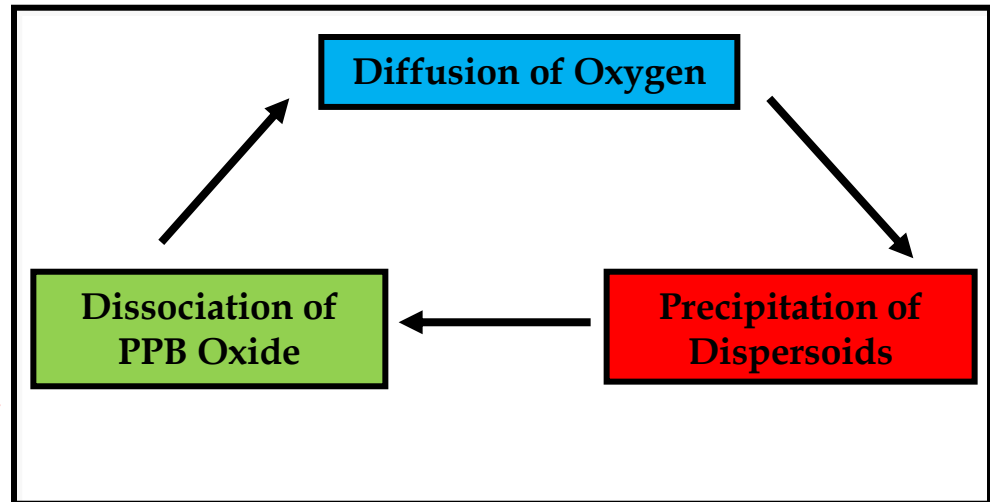 Diffusion of Oxygen
Dissociation of
PPB Oxide
Precipitation of
Dispersoids